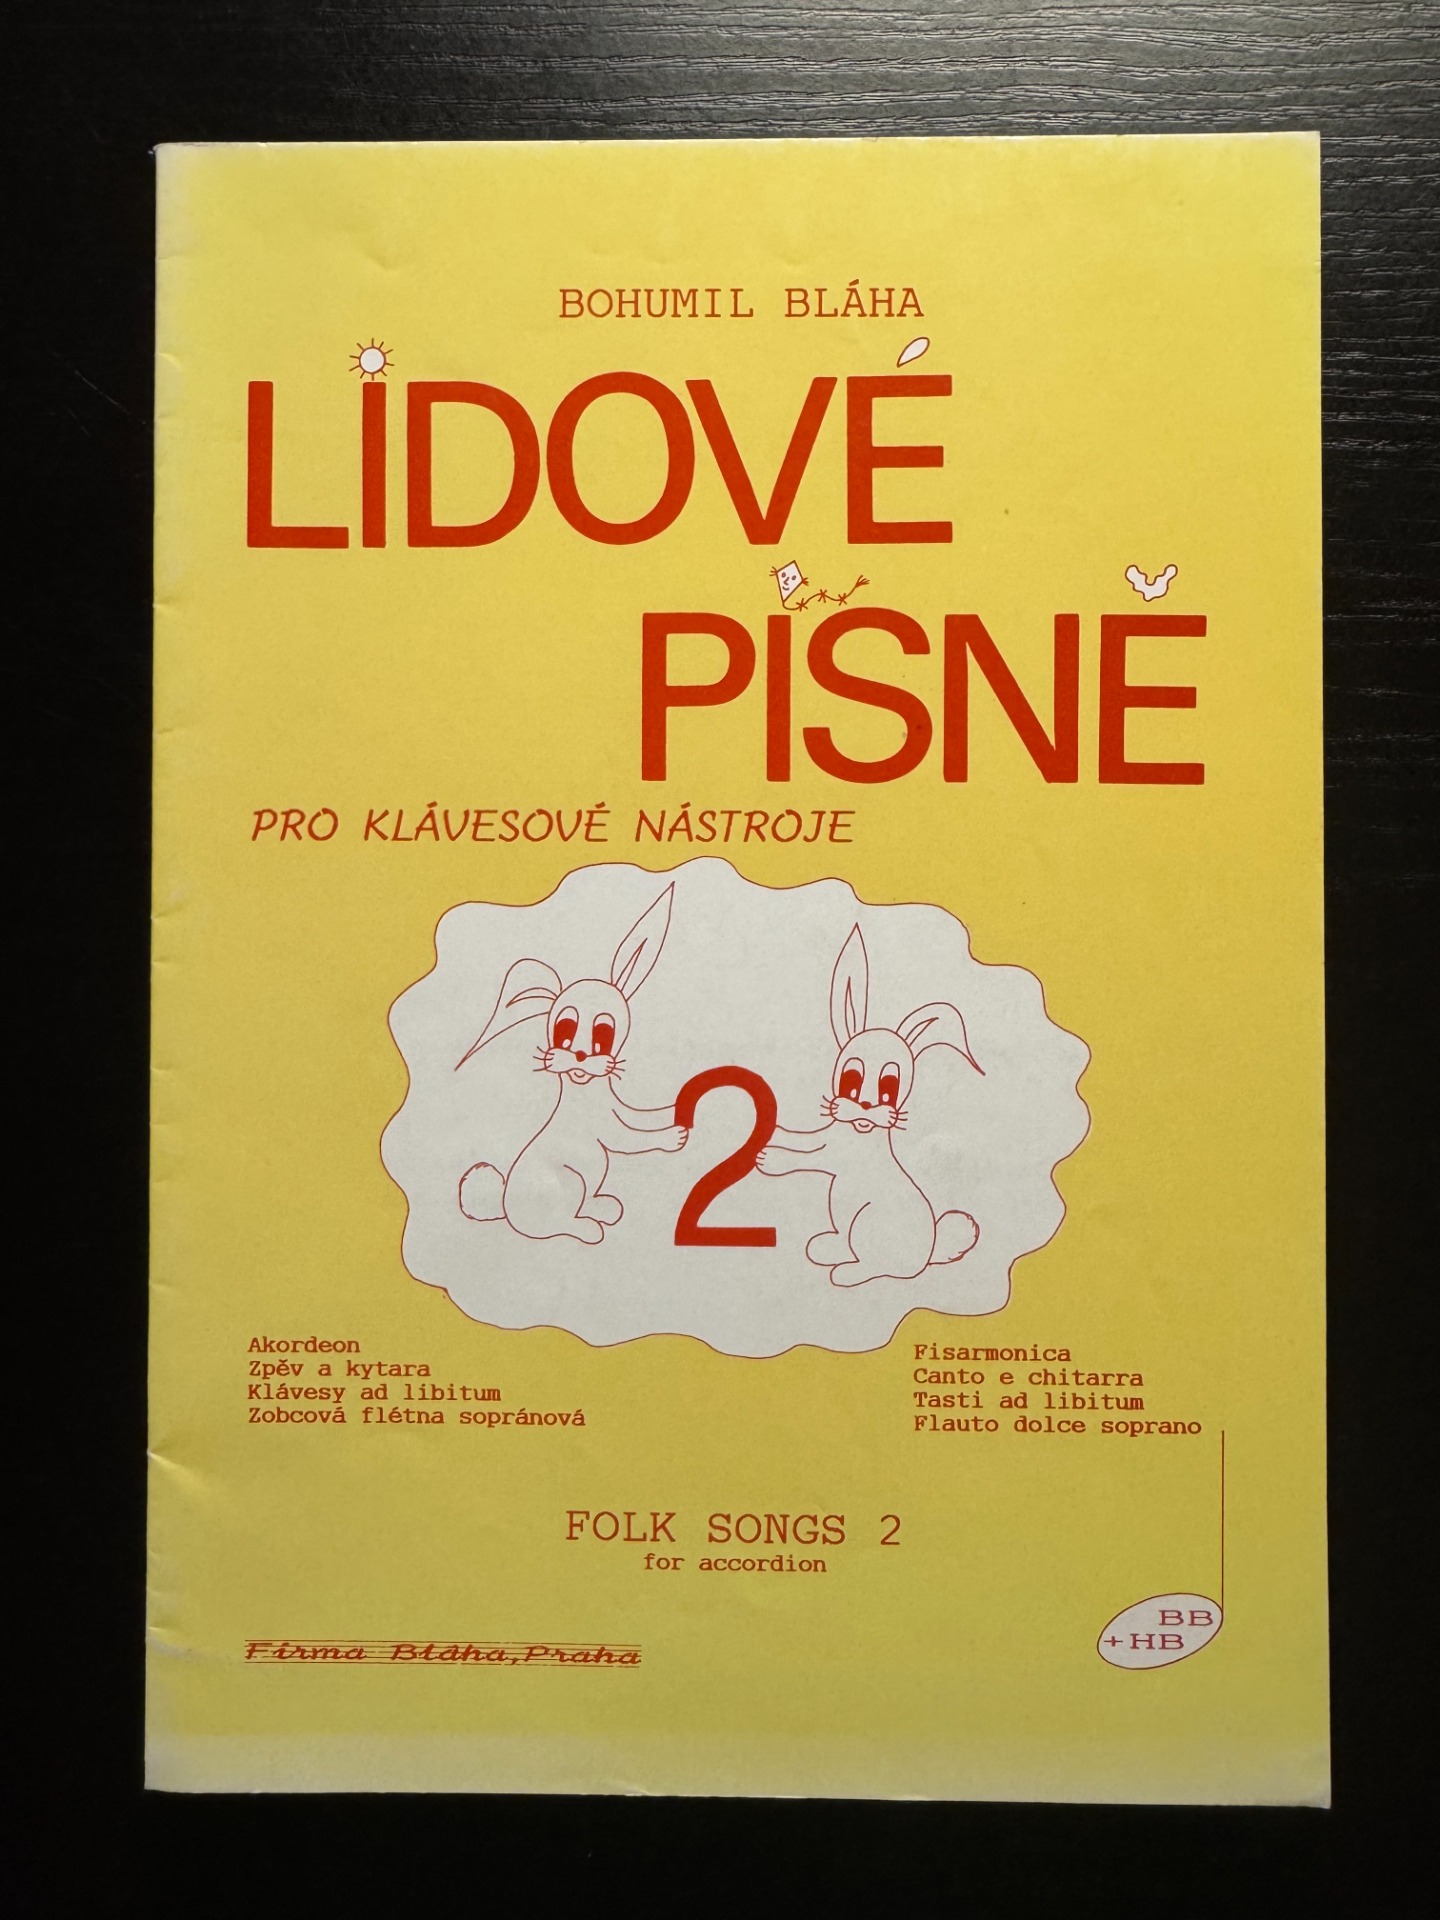 BOHUMIL BLÁHA
LIDOVÉ
PÍSNĚ
PRO KLÁVESOVÉ NÁSTROJE
2
Akordeon
Zpěv a kytara
Klávesy ad libitum
Zobcová flétna sopránová
Fisarmonica
Canto e chitarra
Tasti ad libitum
Flauto dolce soprano
FOLK SONGS 2
for accordion
Firma Bláha, Praha
BB
+HB